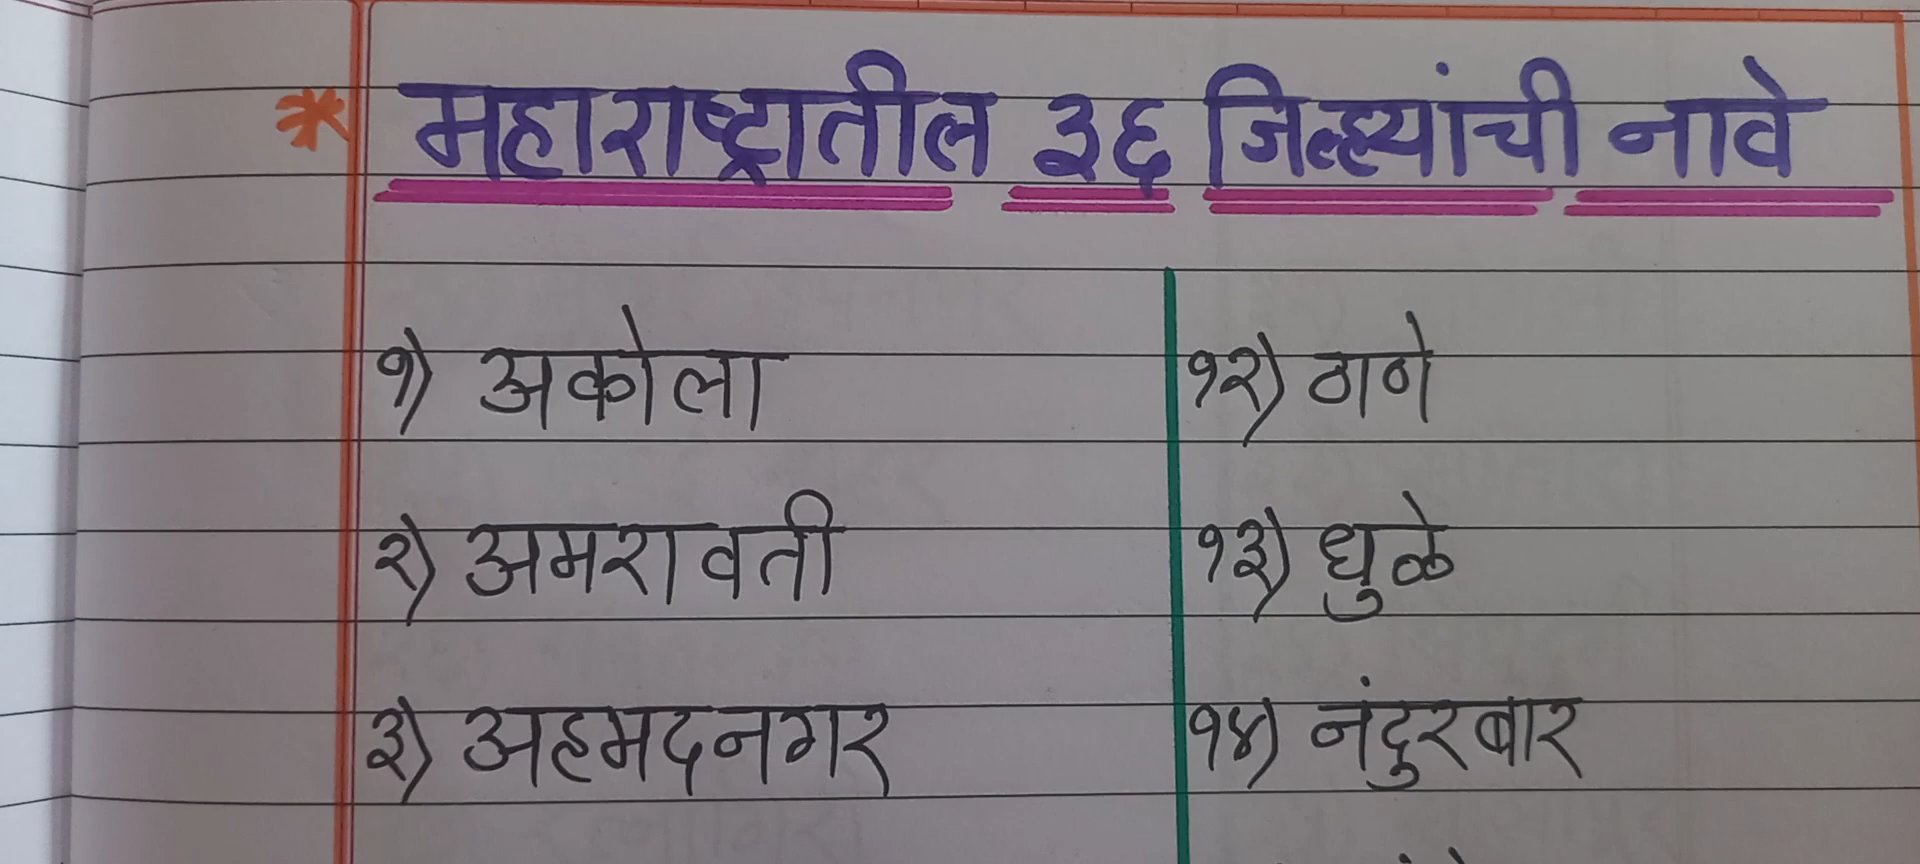 * महाराष्ट्रातील ३६ जिल्ह्यांची नावे
१) अकोला
२) अमरावती
३) अहमदनगर
१२) ठाणे
१३) धुळे
१४) नंदुरबार